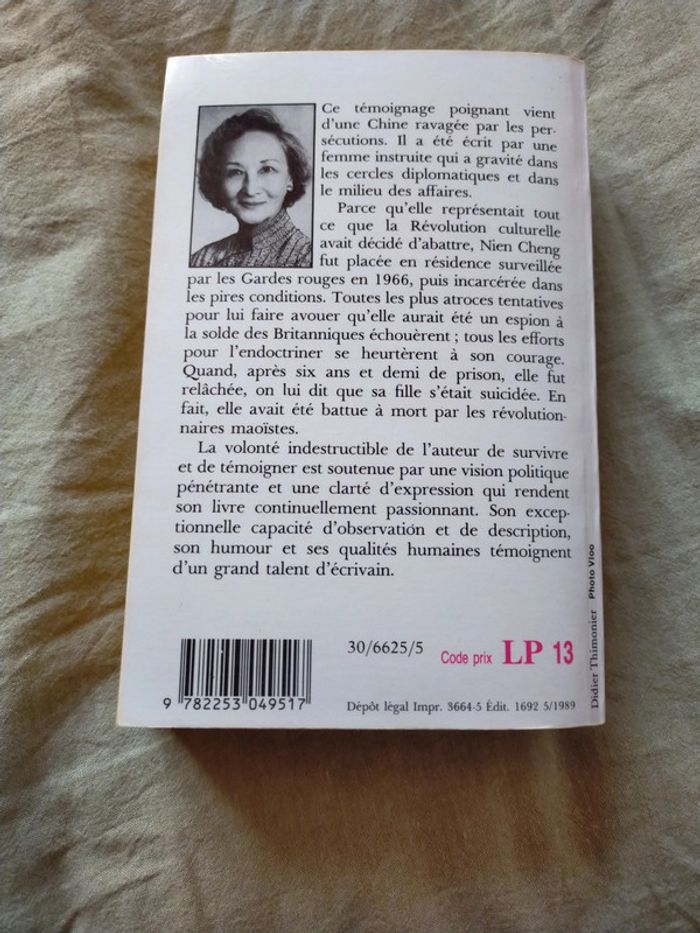 Ce témoignage poignant vient
d'une Chine ravagée par les per-
sécutions. Il a été écrit par une
femme instruite qui a gravité dans
les cercles diplomatiques et dans
le milieu des affaires.
Parce qu'elle représentait tout
ce que la Révolution culturelle
avait décidé d'abattre, Nien Cheng
fut placée en résidence surveillée
par les Gardes rouges en 1966, puis incarcérée dans
les pires conditions. Toutes les plus atroces tentatives
pour lui faire avouer qu'elle aurait été un espion à
la solde des Britanniques échouèrent ; tous les efforts
pour l'endoctriner se heurtèrent à son courage.
Quand, après six ans et demi de prison, elle fut
relâchée, on lui dit que sa fille s'était suicidée. En
fait, elle avait été battue à mort par les révolution-
naires maoïstes.
La volonté indestructible de l'auteur de survivre
et de témoigner est soutenue par une vision politique
pénétrante et une clarté d'expression qui rendent
son livre continuellement passionnant. Son excep-
tionnelle capacité d'observation et de description,
son humour et ses qualités humaines témoignent
d'un grand talent d'écrivain.
30/6625/5
Code prix LP 13
9 782253 049517
Dépôt légal Impr. 3664-5 Édit. 1692 5/1989
Didier Thimonier Photo Vloo